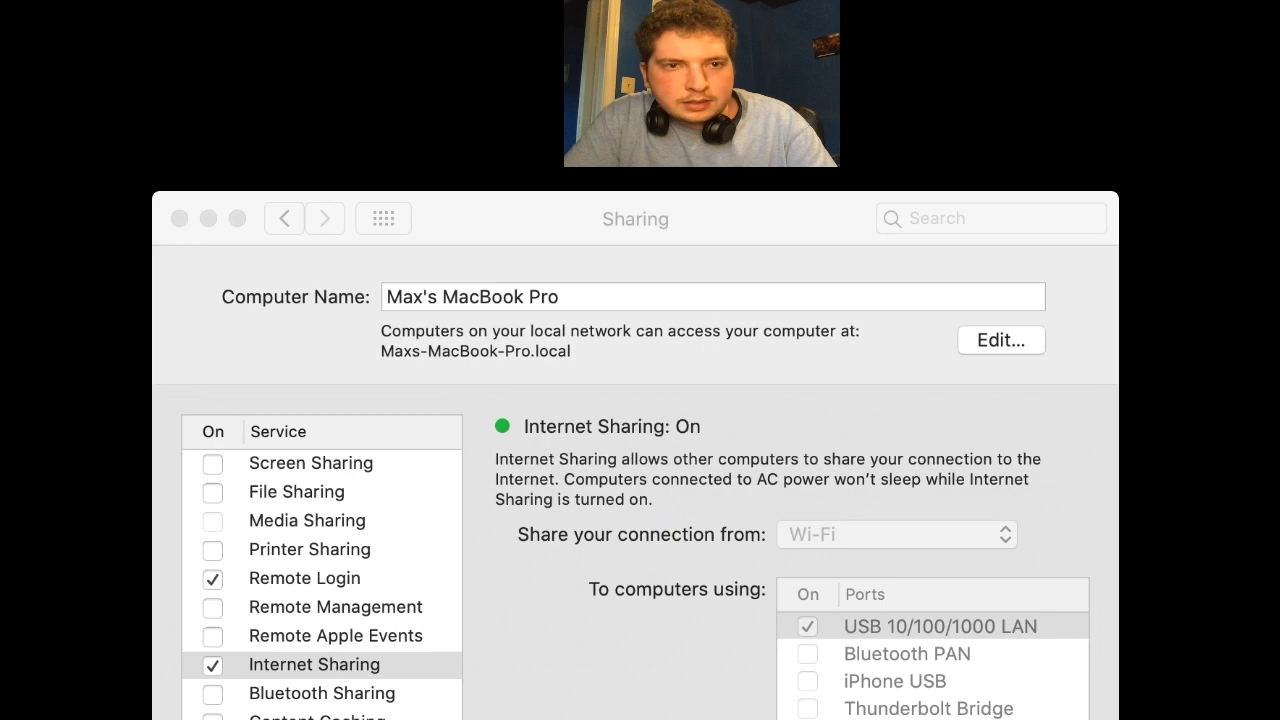 Sharing
Search
Computer Name: Max's MacBook Pro
Computers on your local network can access your computer at:
Maxs-MacBook-Pro.local
Edit...
On Service
Screen Sharing
File Sharing
Media Sharing
Printer Sharing
Remote Login
Remote Management
Remote Apple Events
Internet Sharing
Bluetooth Sharing
Content Caching
Internet Sharing: On
Internet Sharing allows other computers to share your connection to the
Internet. Computers connected to AC power won't sleep while Internet
Sharing is turned on.
Share your connection from: Wi-Fi
To computers using:
On Ports
USB 10/100/1000 LAN
Bluetooth PAN
iPhone USB
Thunderbolt Bridge